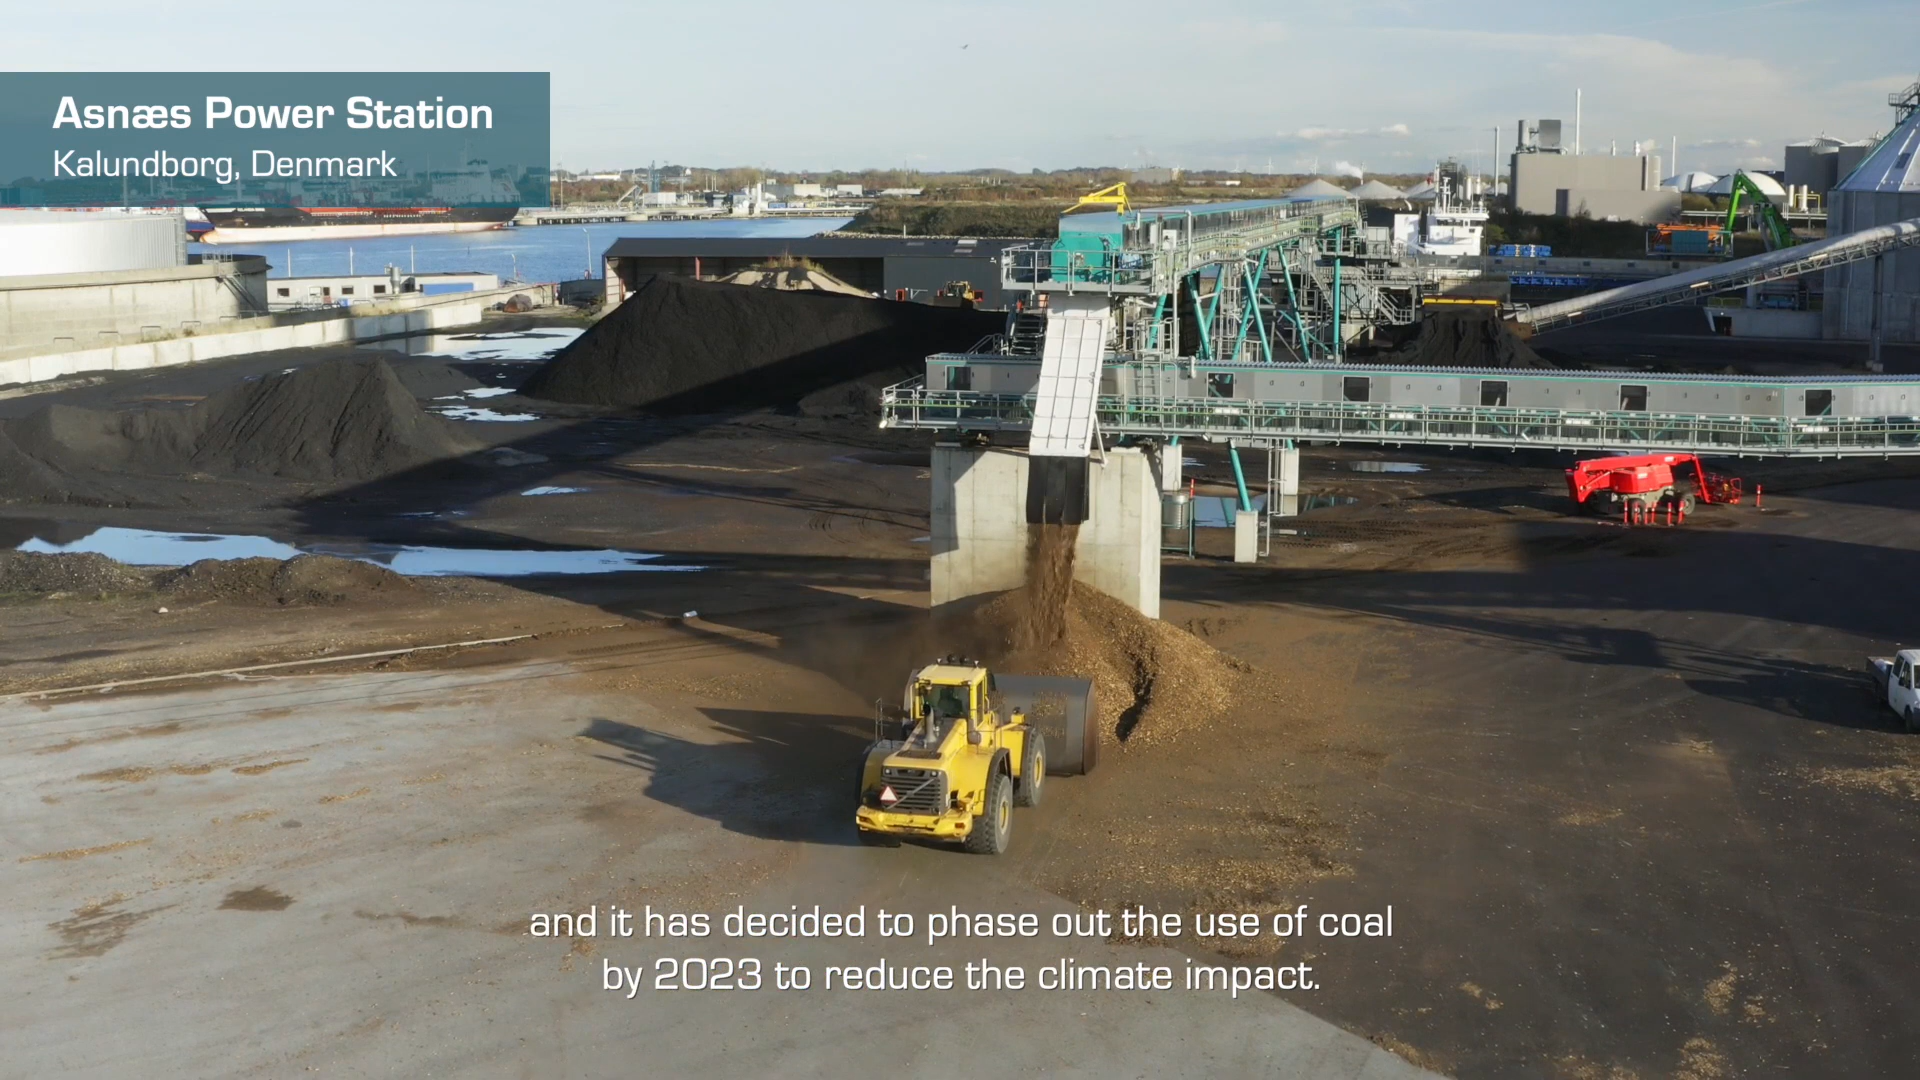 Asnæs Power Station
Kalundborg, Denmark
and it has decided to phase out the use of coal
by 2023 to reduce the climate impact.